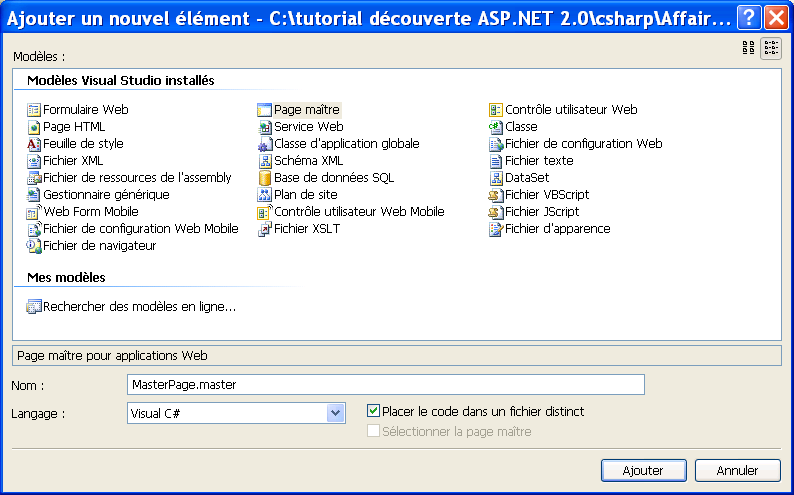 Ajouter un nouvel élément - C:\tutorial découverte ASP.NET 2.0\csharp\Affair...
Modèles :
Modèles Visual Studio installés
Formulaire Web Page maître Contrôle utilisateur Web
Page HTML Service Web Classe
Feuille de style Classe d'application globale Fichier de configuration Web
Fichier XML Schéma XML Fichier texte
Fichier de ressources de l'assembly Base de données SQL DataSet
Gestionnaire générique Plan de site Fichier VBScript
Web Form Mobile Contrôle utilisateur Web Mobile Fichier JScript
Fichier de configuration Web Mobile Fichier XSLT Fichier d'apparence
Fichier de navigateur
Mes modèles
Rechercher des modèles en ligne...
Page maître pour applications Web
Nom : MasterPage.master
Langage : Visual C# Placer le code dans un fichier distinct
Sélectionner la page maître
Ajouter Annuler